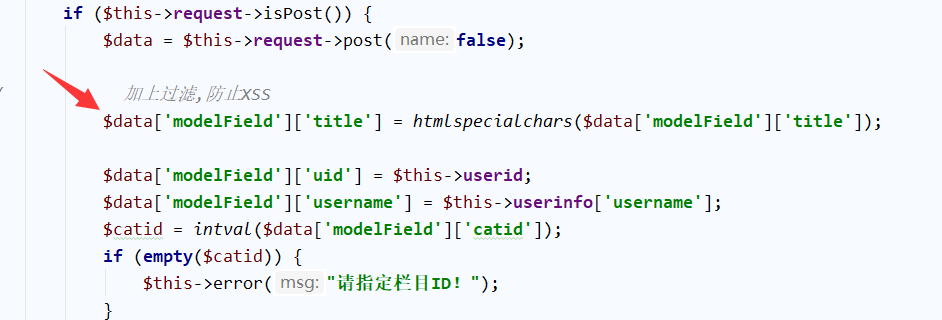 if ($this->request->isPost()) {
$data = $this->request->post( name: false);
加上过滤,防止XSS
$data['modelField']['title'] = htmlspecialchars($data['modelField']['title']);
$data['modelField']['uid'] = $this->userid;
$data['modelField']['username'] = $this->userinfo['username'];
$catid = intval($data['modelField']['catid']);
if (empty($catid)) {
$this->error( msg: "请指定栏目ID! ");
}